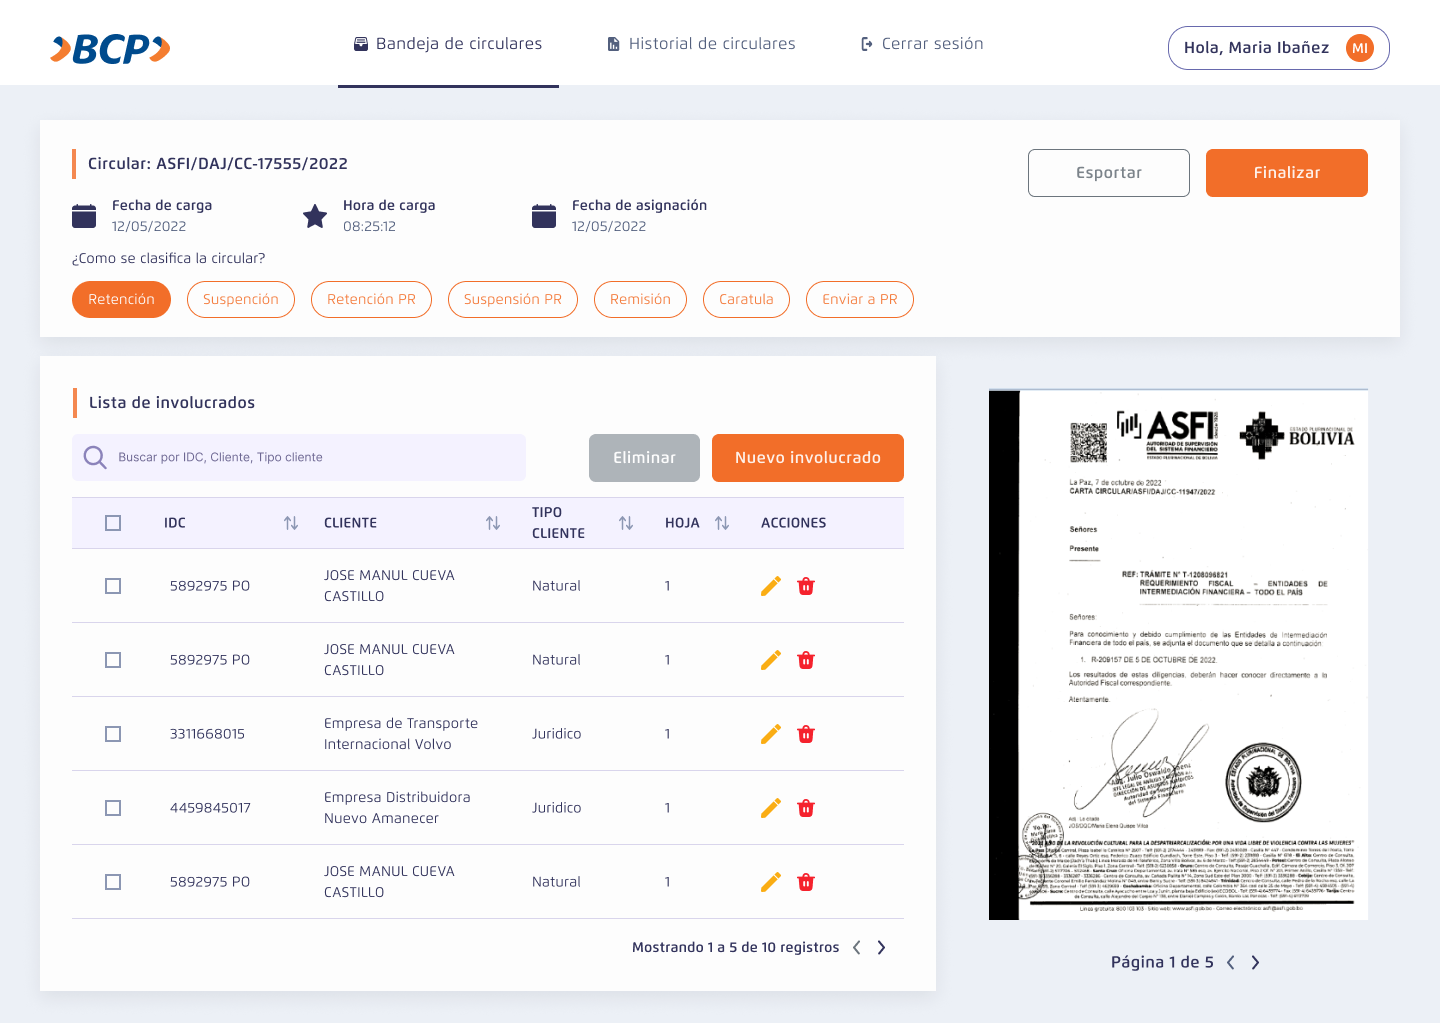 BCP
Bandeja de circulares
Historial de circulares
Cerrar sesión
Hola, Maria Ibañez
MI
Circular: ASFI/DAJ/CC-17555/2022
Esportar
Finalizar
Fecha de carga
12/05/2022
Hora de carga
08:25:12
Fecha de asignación
12/05/2022
¿Como se clasifica la circular?
Retención
Suspención
Retención PR
Suspensión PR
Remisión
Caratula
Enviar a PR
Lista de involucrados
Buscar por IDC, Cliente, Tipo cliente
Eliminar
Nuevo involucrado
IDC
CLIENTE
TIPO
CLIENTE
HOJA
ACCIONES
5892975 PO
JOSE MANUL CUEVA
CASTILLO
Natural
1
5892975 PO
JOSE MANUL CUEVA
CASTILLO
Natural
1
3311668015
Empresa de Transporte
Internacional Volvo
Juridico
1
4459845017
Empresa Distribuidora
Nuevo Amanecer
Juridico
1
5892975 PO
JOSE MANUL CUEVA
CASTILLO
Natural
1
Mostrando 1 a 5 de 10 registros
ASFI
AUTORIDAD DE SUPERVISIÓN
DEL SISTEMA FINANCIERO
ESTADO PLURINACIONAL DE BOLIVIA
ESTADO PLURINACIONAL DE
BOLIVIA
La Paz, 7 de octubre de 2022
CARTA CIRCULAR/ASFI/DAJ/CC-11947/2022
Señores
Presente
REF: TRÁMITE N° T-1208096821
REQUERIMIENTO FISCAL – ENTIDADES DE
INTERMEDIACIÓN FINANCIERA – TODO EL PAÍS
Señores:
Para conocimiento y debido cumplimiento de las Entidades de Intermediación
Financiera de todo el país, se adjunta el documento que se detalla a continuación:
1. R-209157 DE 5 DE OCTUBRE DE 2022.
Los resultados de estas diligencias, deberán hacer conocer directamente a la
Autoridad Fiscal correspondiente.
Atentamente.
Página 1 de 5